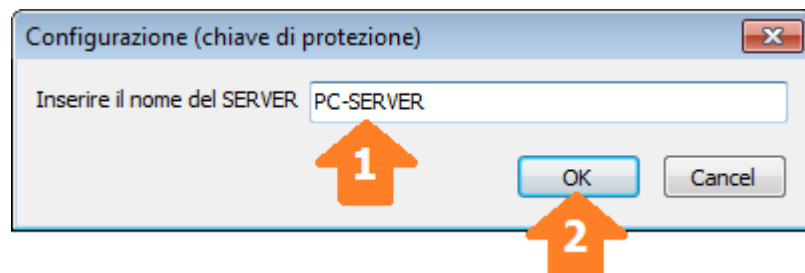 Configurazione (chiave di protezione)
Inserire il nome del SERVER PC-SERVER
1
OK Cancel
2